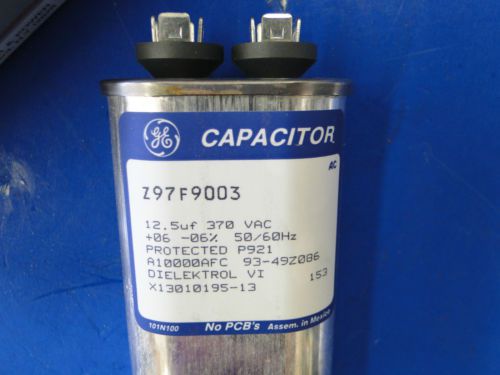 GE
CAPACITOR
AC
Z97F9003
12.5uf 370 VAC
+06 -06% 50/60Hz
PROTECTED P921
A10000AFC 93-49Z086
DIELEKTROL VI 153
X13010195-13
101N100 No PCB's Assem. in Mexico